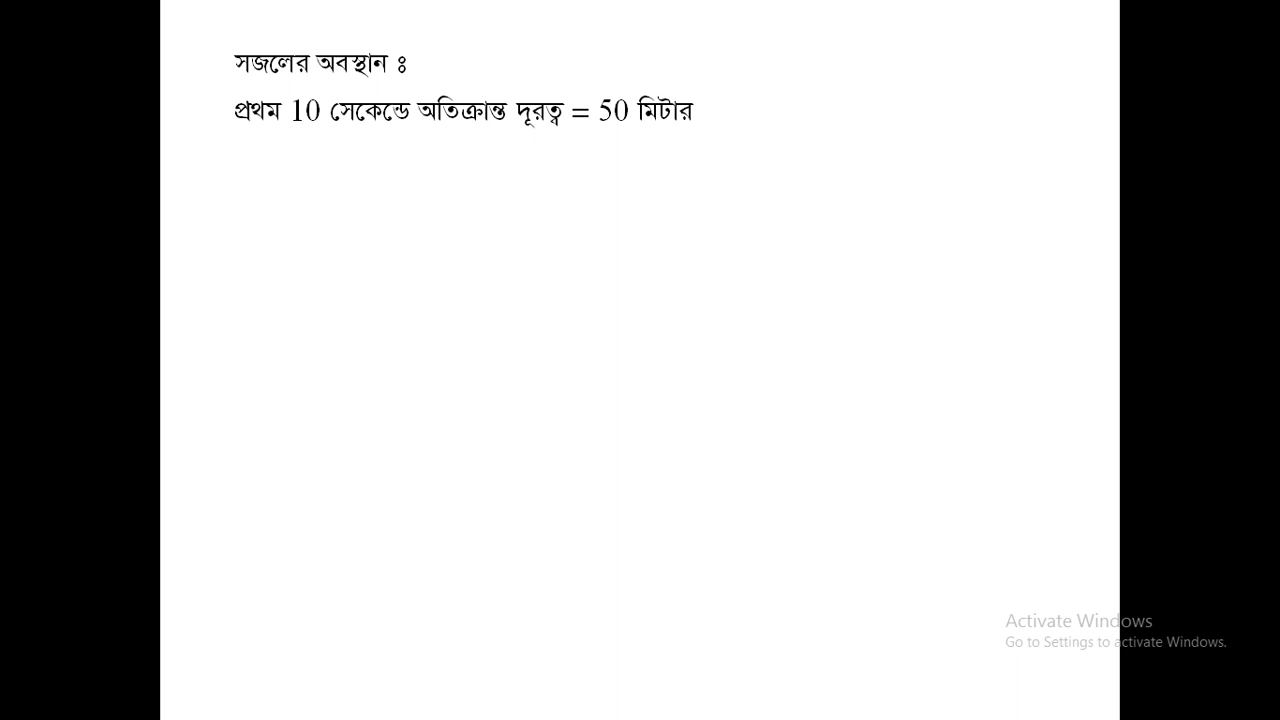 সজলের অবস্থান ঃ
প্রথম 10 সেকেন্ডে অতিক্রান্ত দূরত্ব = 50 মিটার
Activate Windows
Go to Settings to activate Windows.